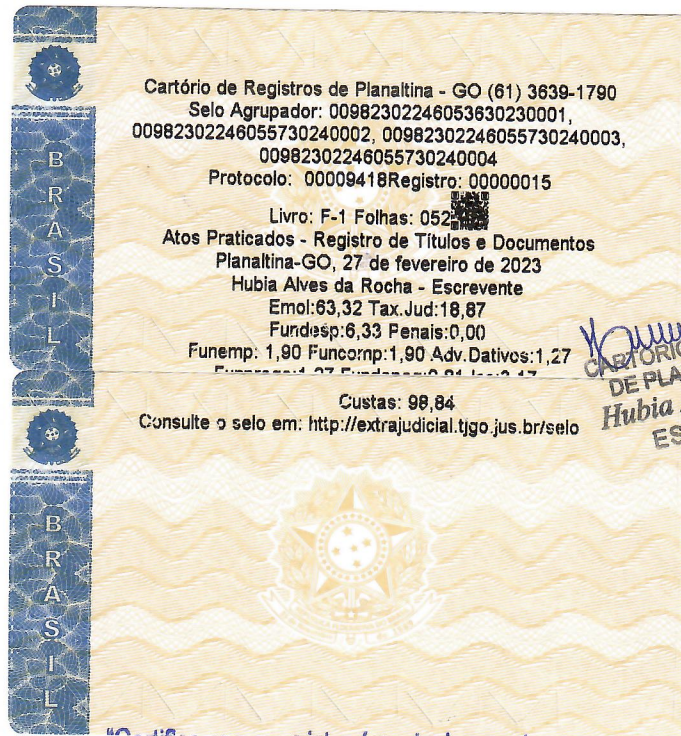 BRASIL
Cartório de Registros de Planaltina - GO (61) 3639-1790
Selo Agrupador: 00982302246053630230001,
00982302246055730240002, 00982302246055730240003,
00982302246055730240004
Protocolo: 00009418Registro: 00000015
Livro: F-1 Folhas: 052
Atos Praticados - Registro de Títulos e Documentos
Planaltina-GO, 27 de fevereiro de 2023
Hubia Alves da Rocha - Escrevente
Emol:63,32 Tax.Jud:18,87
Fundesp:6,33 Penais:0,00
Funemp: 1,90 Funcomp:1,90 Adv.Dativos:1,27
CARTÓRIO
DE PLA
Hubia
ES
BRASIL
Custas: 98,84
Consulte o selo em: http://extrajudicial.tjgo.jus.br/selo